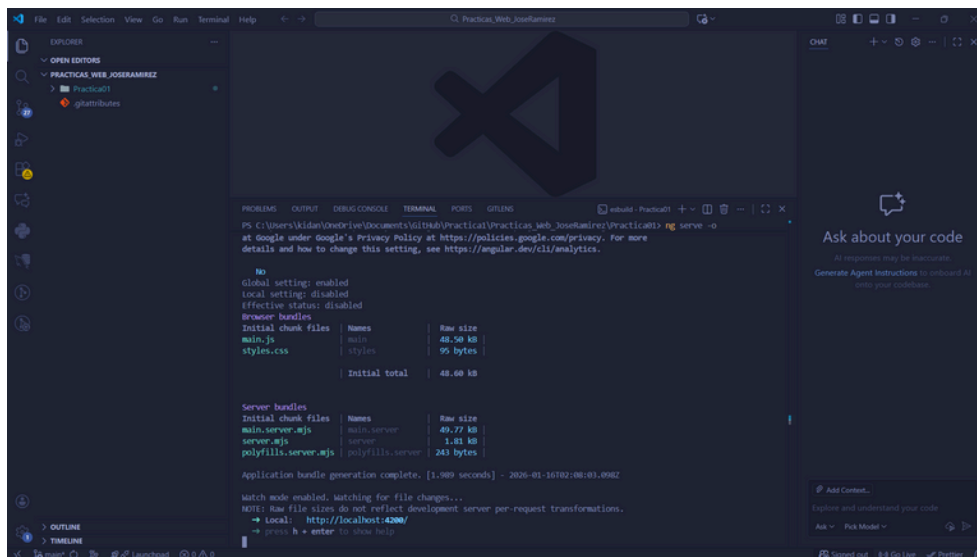 File Edit Selection View Go Run Terminal Help
Practicas_Web_JoseRamirez
EXPLORER
OPEN EDITORS
PRACTICAS_WEB_JOSERAMIREZ
Practica01
.gitattributes
27
OUTLINE
TIMELINE
main*
Launchpad
0 0
PROBLEMS OUTPUT DEBUG CONSOLE TERMINAL PORTS GITLENS
esbuild - Practica01
PS C:\Users\kidan\OneDrive\Documents\GitHub\Practica1\Practicas_Web_JoseRamirez\Practica01> ng serve -o
at Google under Google's Privacy Policy at https://policies.google.com/privacy. For more
details and how to change this setting, see https://angular.dev/cli/analytics.
No
Global setting: enabled
Local setting: disabled
Effective status: disabled
Browser bundles
Initial chunk files | Names | Raw size
main.js | main | 48.50 kB |
styles.css | styles | 95 bytes |
| Initial total | 48.60 kB
Server bundles
Initial chunk files | Names | Raw size
main.server.mjs | main.server | 49.77 kB |
server.mjs | server | 1.81 kB |
polyfills.server.mjs | polyfills.server | 243 bytes |
Application bundle generation complete. [1.989 seconds] - 2026-01-16T02:08:03.098Z
Watch mode enabled. Watching for file changes...
NOTE: Raw file sizes do not reflect development server per-request transformations.
➜ Local: http://localhost:4200/
➜ press h + enter to show help
CHAT
Ask about your code
AI responses may be inaccurate.
Generate Agent Instructions to onboard AI
onto your codebase.
Add Context...
Explore and understand your code
Ask Pick Model
Signed out Go Live Prettier